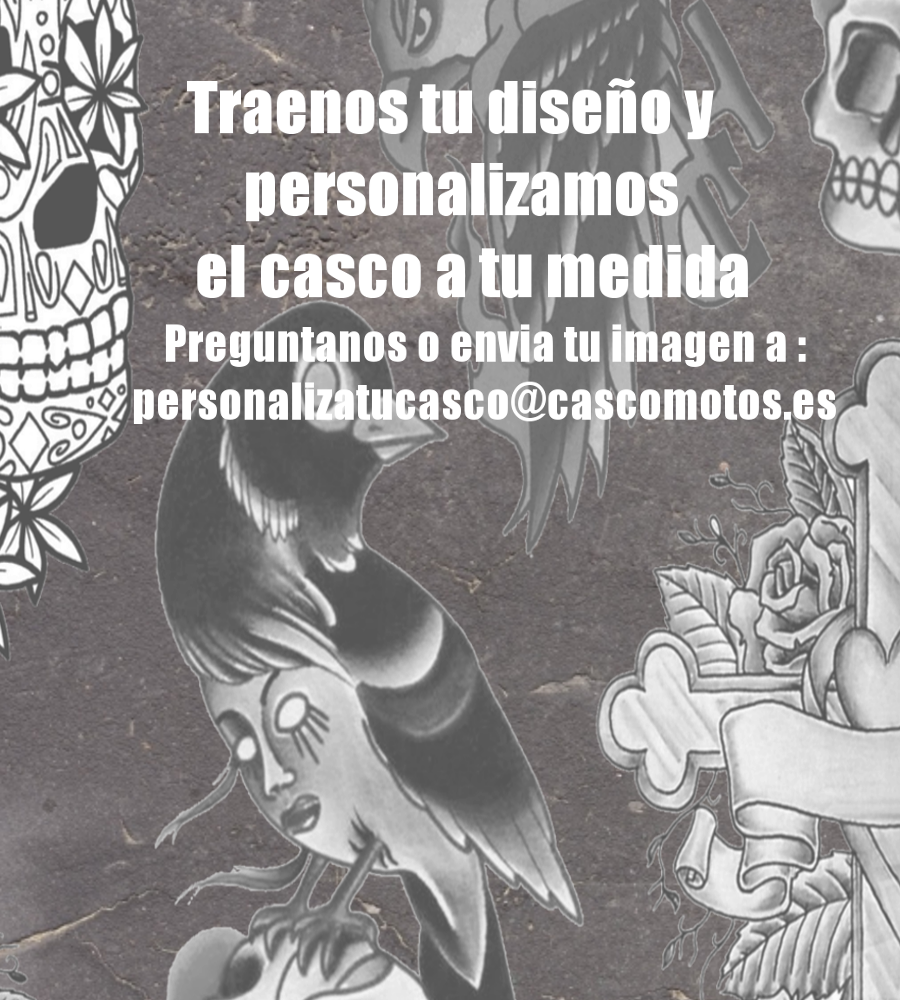 Traenos tu diseño y
personalizamos
el casco a tu medida
Preguntanos o envia tu imagen a :
personalizatucasco@cascomotos.es